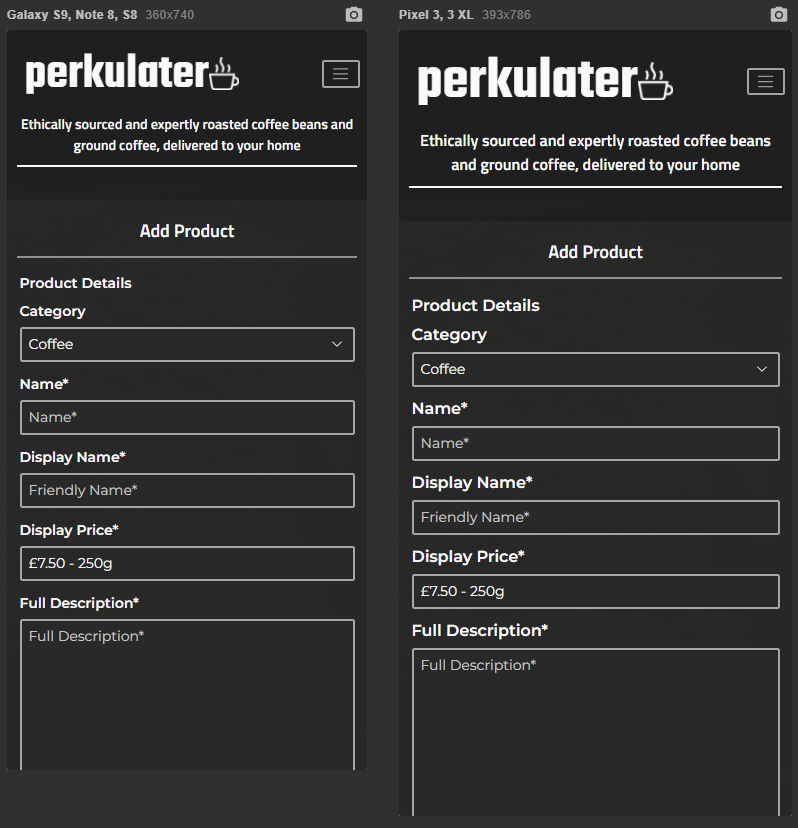 Galaxy S9, Note 8, S8 360x740
perkulater
Ethically sourced and expertly roasted coffee beans and
ground coffee, delivered to your home
Add Product
Product Details
Category
Coffee
Name*
Name*
Display Name*
Friendly Name*
Display Price*
£7.50 - 250g
Full Description*
Full Description*
Pixel 3, 3 XL 393x786
perkulater
Ethically sourced and expertly roasted coffee beans
and ground coffee, delivered to your home
Add Product
Product Details
Category
Coffee
Name*
Name*
Display Name*
Friendly Name*
Display Price*
£7.50 - 250g
Full Description*
Full Description*